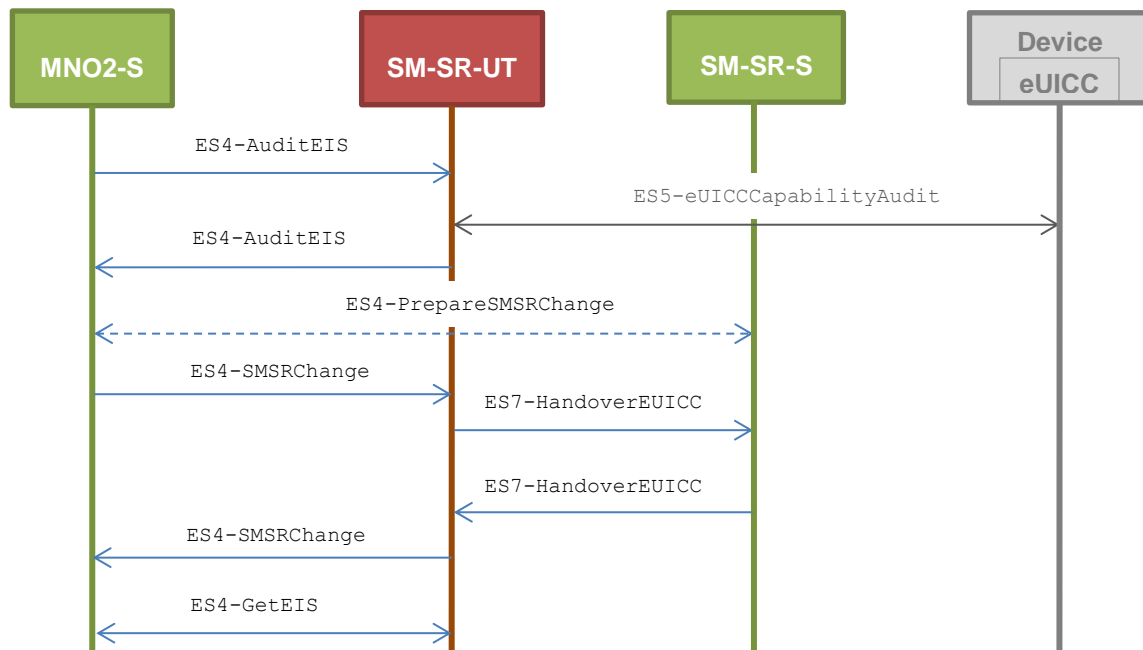 MNO2-S
SM-SR-UT
SM-SR-S
Device
eUICC
ES4-AuditEIS
ES5-eUICCCapabilityAudit
ES4-AuditEIS
ES4-PrepareSMSRChange
ES4-SMSRChange
ES7-HandoverEUICC
ES7-HandoverEUICC
ES4-SMSRChange
ES4-GetEIS